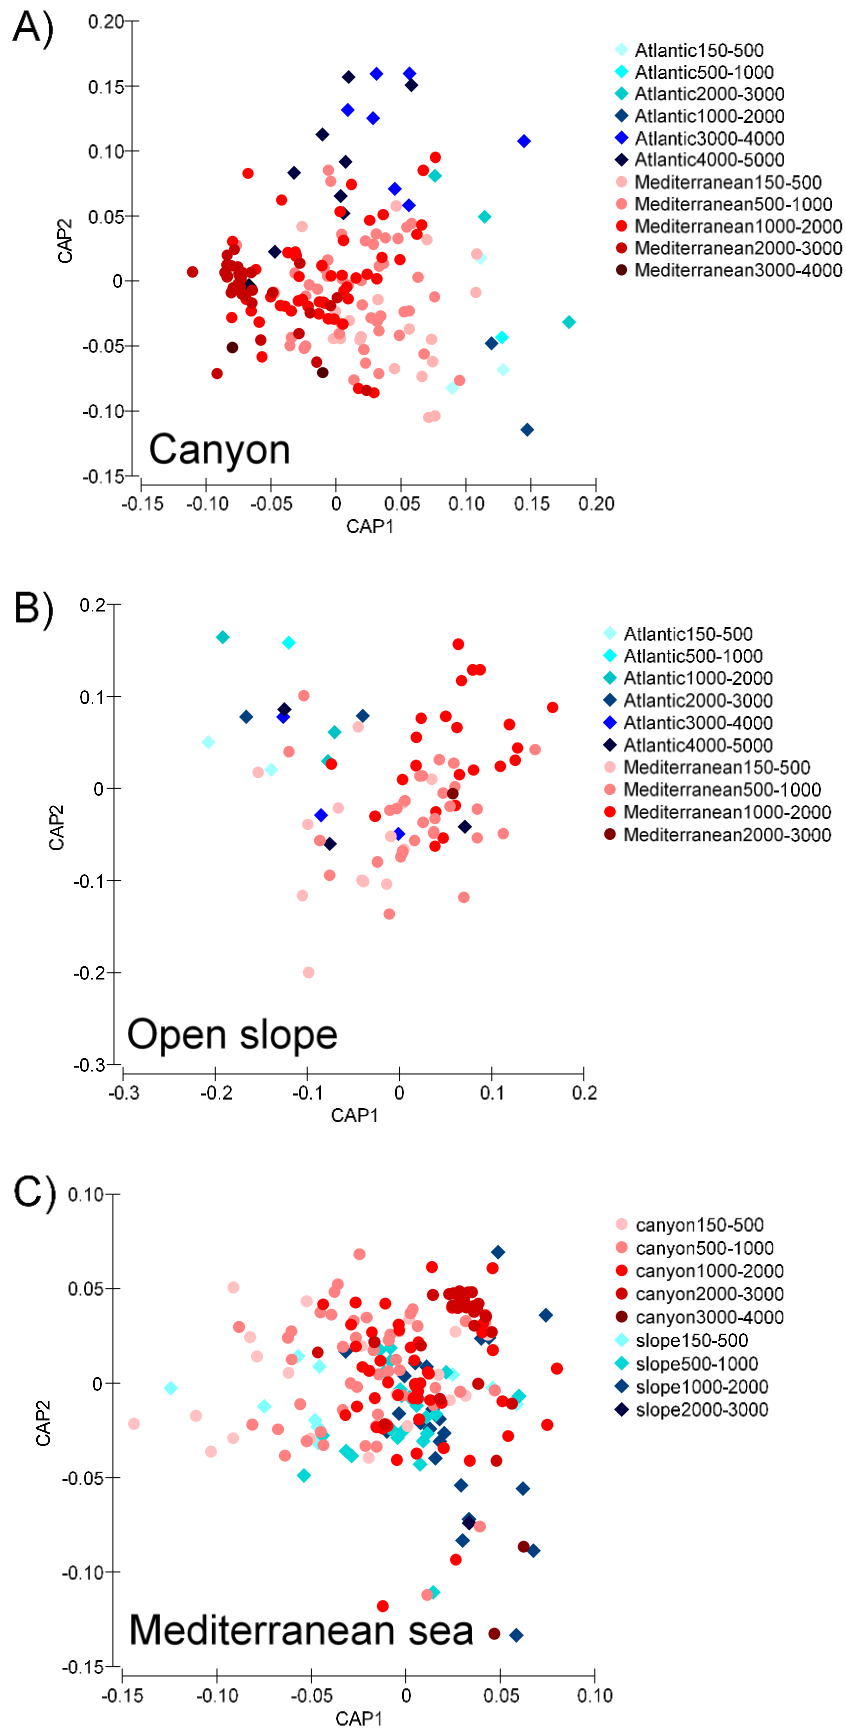 A)
0.20
0.15
0.10
0.05
0
-0.05
-0.10
-0.15
CAP2
-0.15 -0.10 -0.05 0 0.05 0.10 0.15 0.20
CAP1
Canyon
Atlantic150-500
Atlantic500-1000
Atlantic2000-3000
Atlantic1000-2000
Atlantic3000-4000
Atlantic4000-5000
Mediterranean150-500
Mediterranean500-1000
Mediterranean1000-2000
Mediterranean2000-3000
Mediterranean3000-4000
B)
0.2
0.1
0
-0.1
-0.2
-0.3
CAP2
-0.3 -0.2 -0.1 0 0.1 0.2
CAP1
Open slope
Atlantic150-500
Atlantic500-1000
Atlantic1000-2000
Atlantic2000-3000
Atlantic3000-4000
Atlantic4000-5000
Mediterranean150-500
Mediterranean500-1000
Mediterranean1000-2000
Mediterranean2000-3000
C)
0.10
0.05
0
-0.05
-0.10
-0.15
CAP2
-0.15 -0.10 -0.05 0 0.05 0.10
CAP1
Mediterranean sea
canyon150-500
canyon500-1000
canyon1000-2000
canyon2000-3000
canyon3000-4000
slope150-500
slope500-1000
slope1000-2000
slope2000-3000